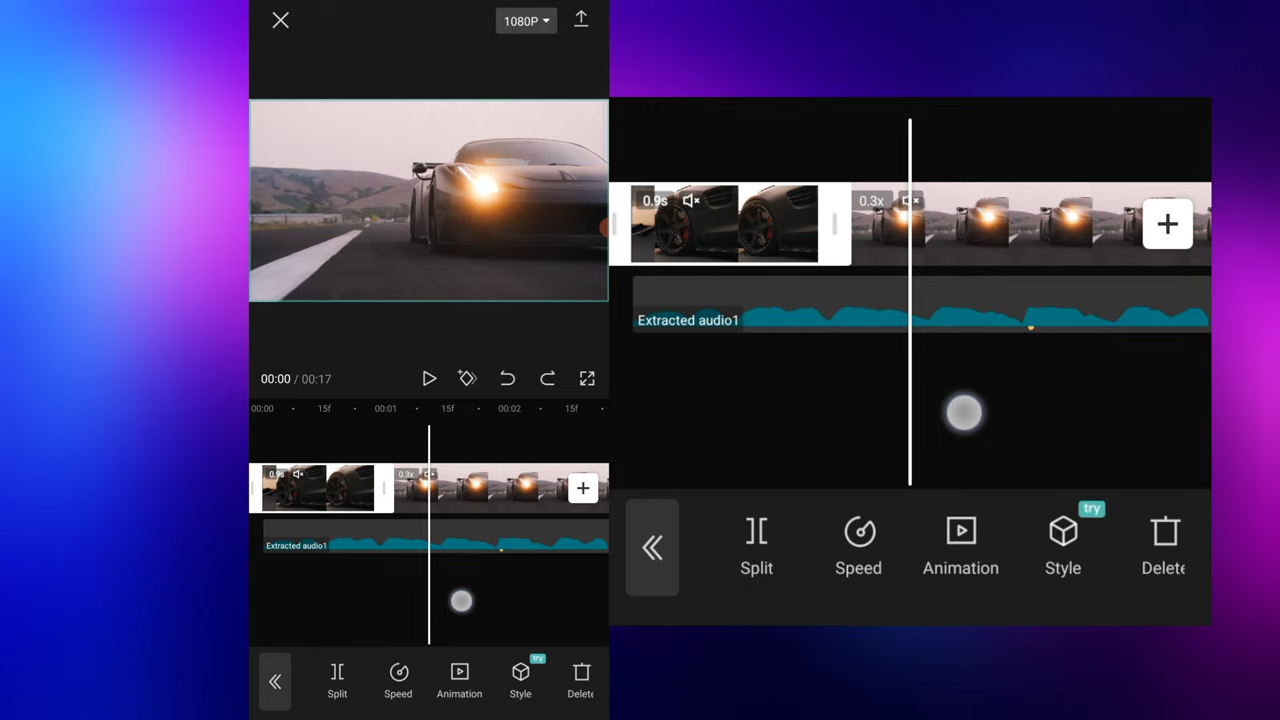 1080P
00:00 / 00:17
00:00 15f 00:01 15f 00:02 15f
0.9s 0.3x
Extracted audio1
try
Split Speed Animation Style Delete
0.9s 0.3x
Extracted audio1
try
Split Speed Animation Style Delete